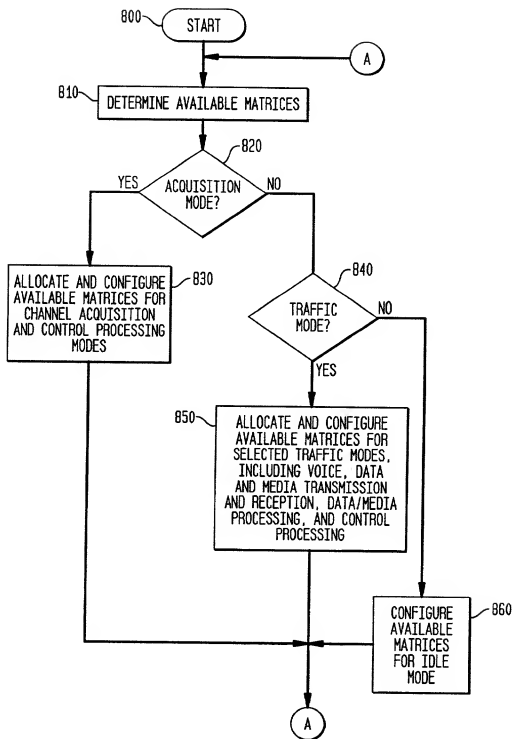 800
START
A
810
DETERMINE AVAILABLE MATRICES
820
YES
ACQUISITION
MODE?
NO
ALLOCATE AND CONFIGURE
AVAILABLE MATRICES FOR
CHANNEL ACQUISITION
AND CONTROL PROCESSING
MODES
830
840
TRAFFIC
MODE?
NO
YES
850
ALLOCATE AND CONFIGURE
AVAILABLE MATRICES FOR
SELECTED TRAFFIC MODES,
INCLUDING VOICE, DATA
AND MEDIA TRANSMISSION
AND RECEPTION, DATA/MEDIA
PROCESSING, AND CONTROL
PROCESSING
CONFIGURE
AVAILABLE
MATRICES
FOR IDLE
MODE
860
A